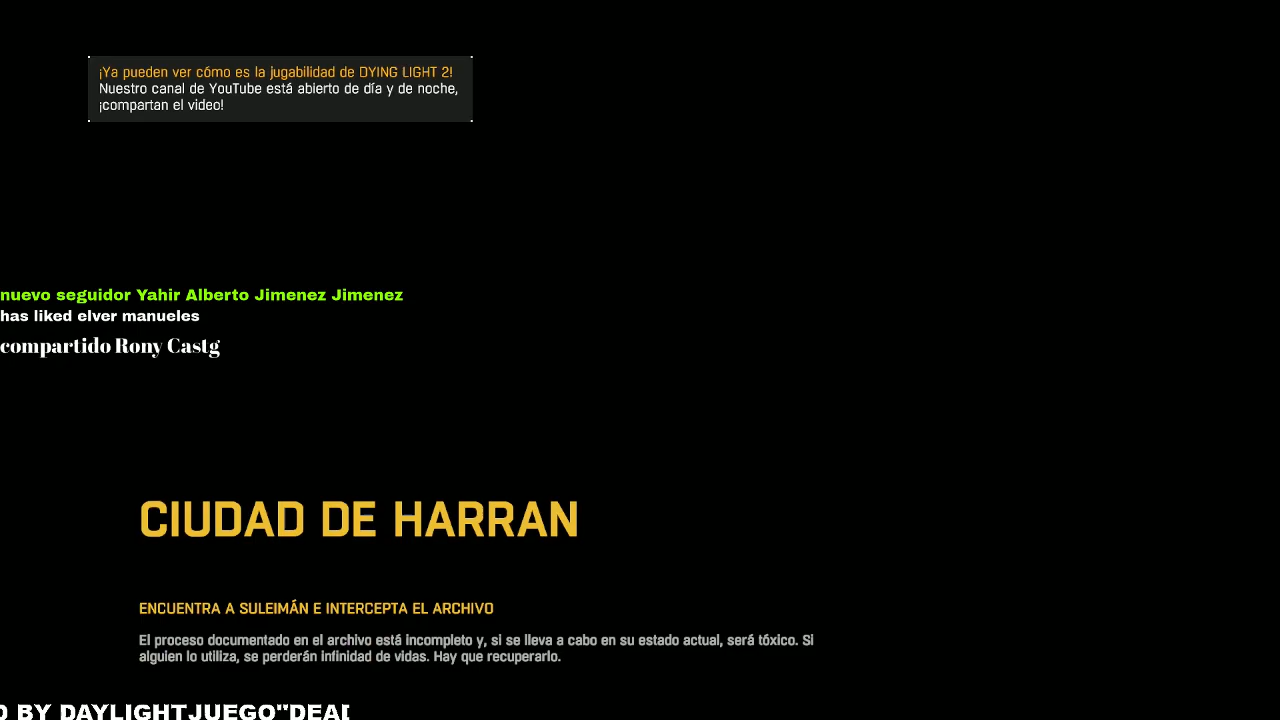 ¡Ya pueden ver cómo es la jugabilidad de DYING LIGHT 2!
Nuestro canal de YouTube está abierto de día y de noche,
¡compartan el video!
nuevo seguidor Yahir Alberto Jimenez Jimenez
has liked elver manueles
compartido Rony Castg
CIUDAD DE HARRAN
ENCUENTRA A SULEIMÁN E INTERCEPTA EL ARCHIVO
El proceso documentado en el archivo está incompleto y, si se lleva a cabo en su estado actual, será tóxico. Si
alguien lo utiliza, se perderán infinidad de vidas. Hay que recuperarlo.
BY DAYLIGHTJUEGO"DEAD